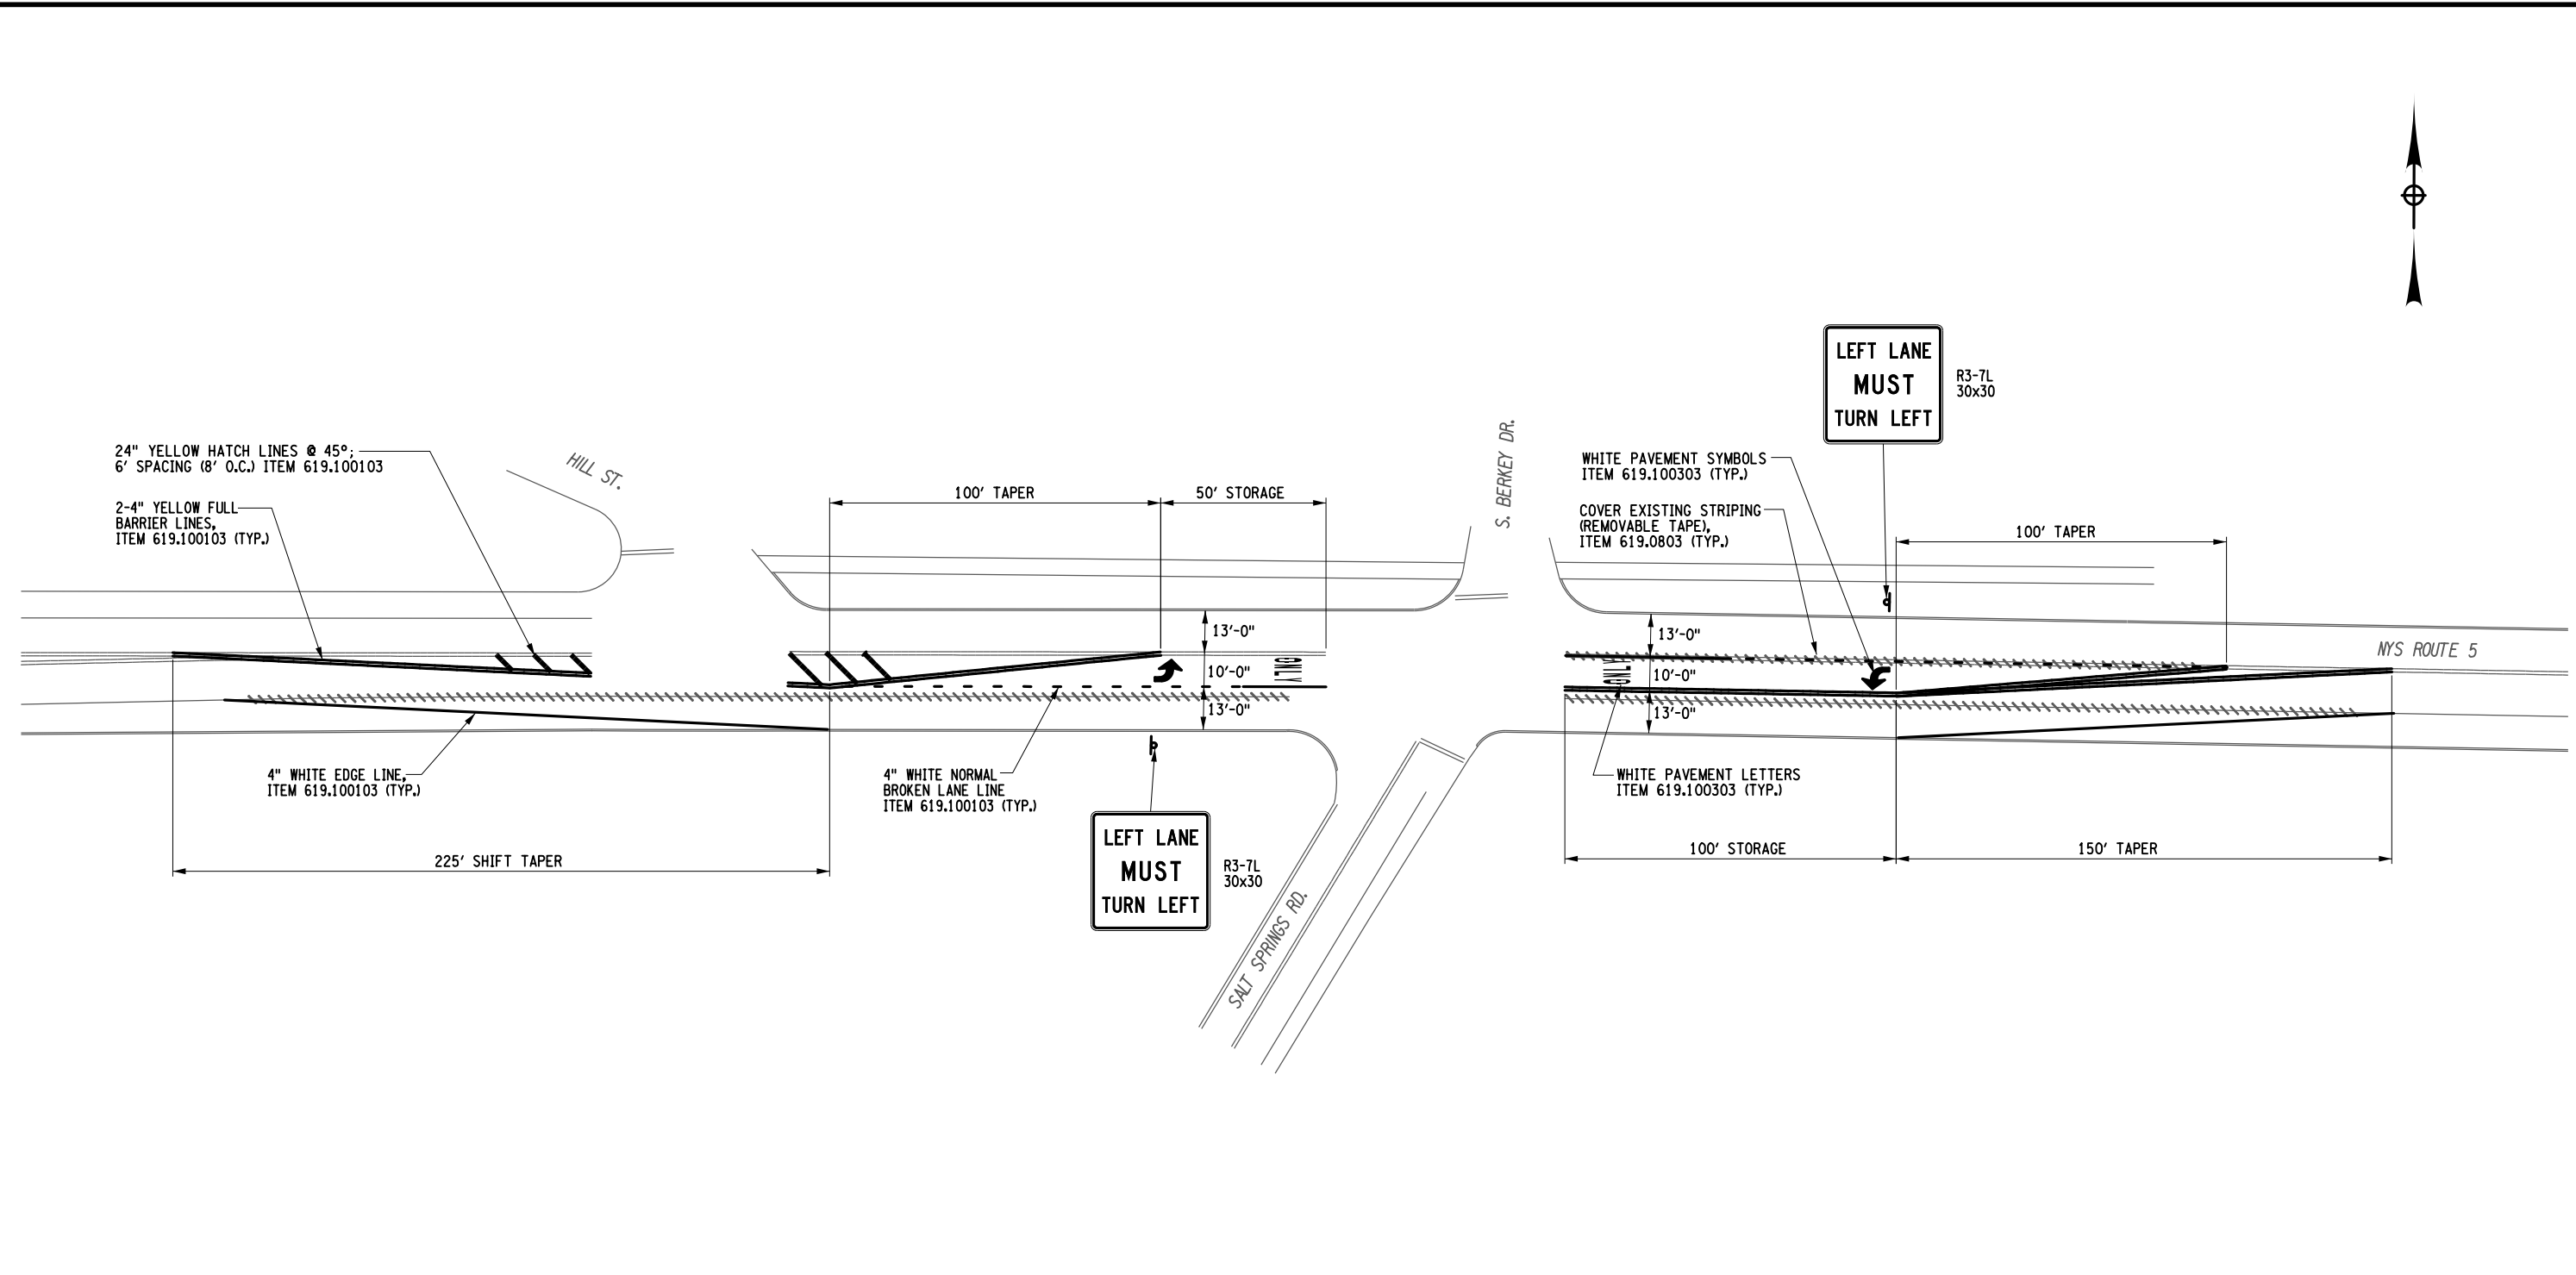 LEFT LANE
MUST
TURN LEFT
R3-7L
30x30
24" YELLOW HATCH LINES @ 45°;
6' SPACING (8' O.C.) ITEM 619.100103
2-4" YELLOW FULL
BARRIER LINES,
ITEM 619.100103 (TYP.)
HILL ST.
100' TAPER
50' STORAGE
S. BERKEY DR.
WHITE PAVEMENT SYMBOLS
ITEM 619.100303 (TYP.)
COVER EXISTING STRIPING
(REMOVABLE TAPE),
ITEM 619.0803 (TYP.)
100' TAPER
13'-0"
10'-0"
13'-0"
ONLY
ONLY
13'-0"
10'-0"
13'-0"
NYS ROUTE 5
4" WHITE EDGE LINE,
ITEM 619.100103 (TYP.)
4" WHITE NORMAL
BROKEN LANE LINE
ITEM 619.100103 (TYP.)
WHITE PAVEMENT LETTERS
ITEM 619.100303 (TYP.)
225' SHIFT TAPER
LEFT LANE
MUST
TURN LEFT
R3-7L
30x30
SALT SPRINGS RD.
100' STORAGE
150' TAPER